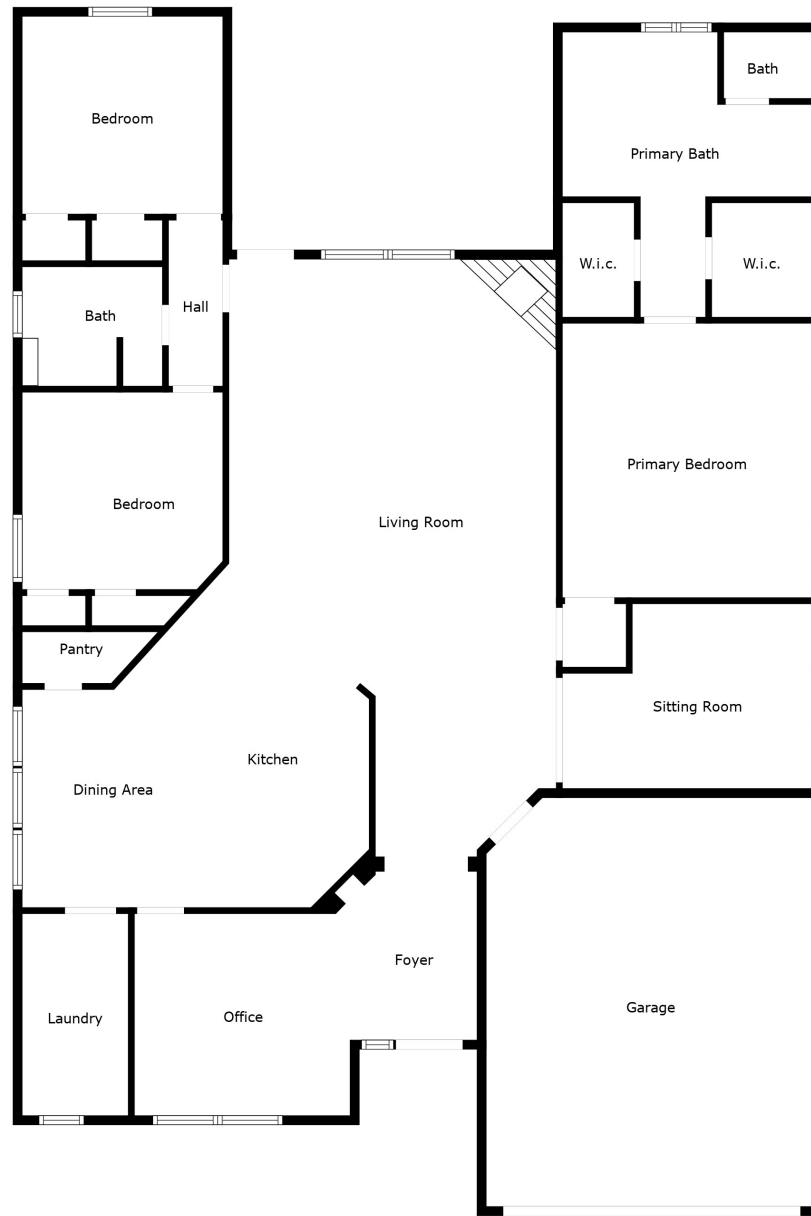 Bath
Bedroom
Primary Bath
W.i.c.
W.i.c.
Hall
Bath
Primary Bedroom
Bedroom
Living Room
Pantry
Sitting Room
Kitchen
Dining Area
Foyer
Garage
Office
Laundry